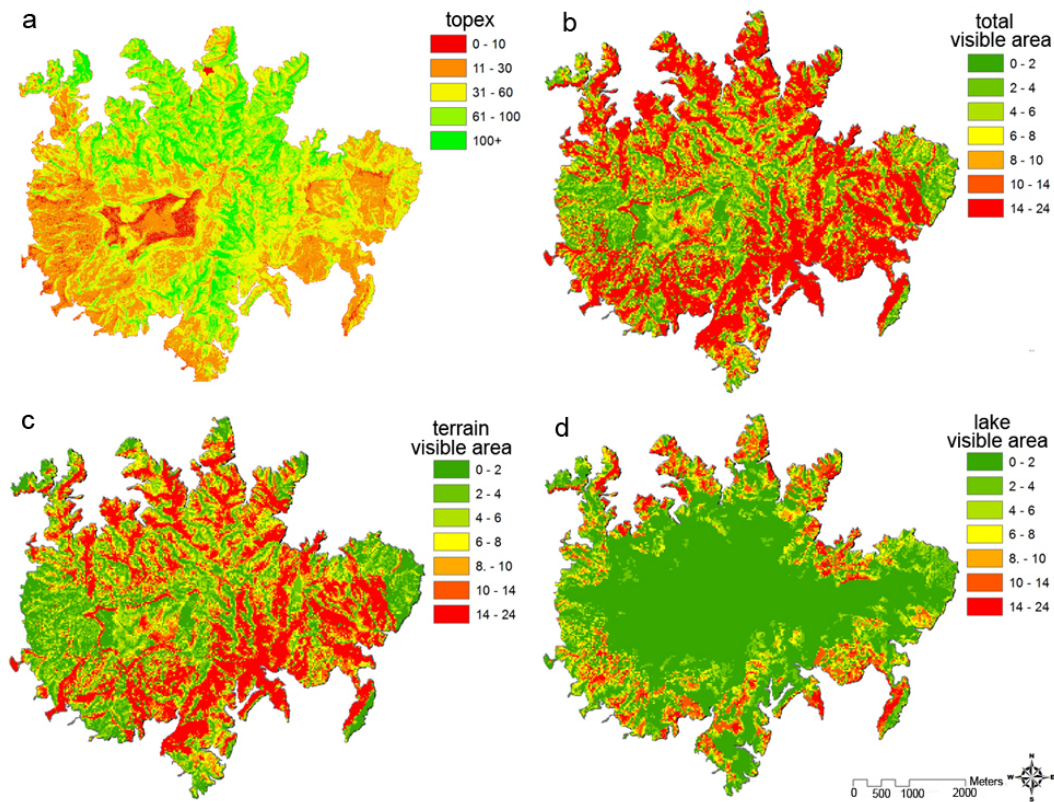 a
topex
0 - 10
11 - 30
31 - 60
61 - 100
100+
b
total
visible area
0 - 2
2 - 4
4 - 6
6 - 8
8 - 10
10 - 14
14 - 24
c
terrain
visible area
0 - 2
2 - 4
4 - 6
6 - 8
8. - 10
10 - 14
14 - 24
d
lake
visible area
0 - 2
2 - 4
4 - 6
6 - 8
8. - 10
10 - 14
14 - 24
Meters
0 500 1000 2000
N
W E
S